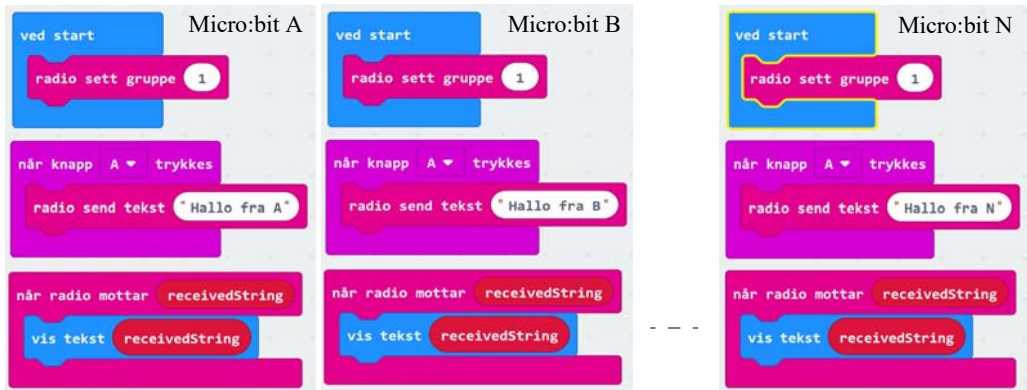 Micro:bit A
ved start
radio sett gruppe 1
når knapp A trykkes
radio send tekst "Hallo fra A"
når radio mottar receivedString
vis tekst receivedString
Micro:bit B
ved start
radio sett gruppe 1
når knapp A trykkes
radio send tekst "Hallo fra B"
når radio mottar receivedString
vis tekst receivedString
Micro:bit N
ved start
radio sett gruppe 1
når knapp A trykkes
radio send tekst "Hallo fra N"
når radio mottar receivedString
vis tekst receivedString